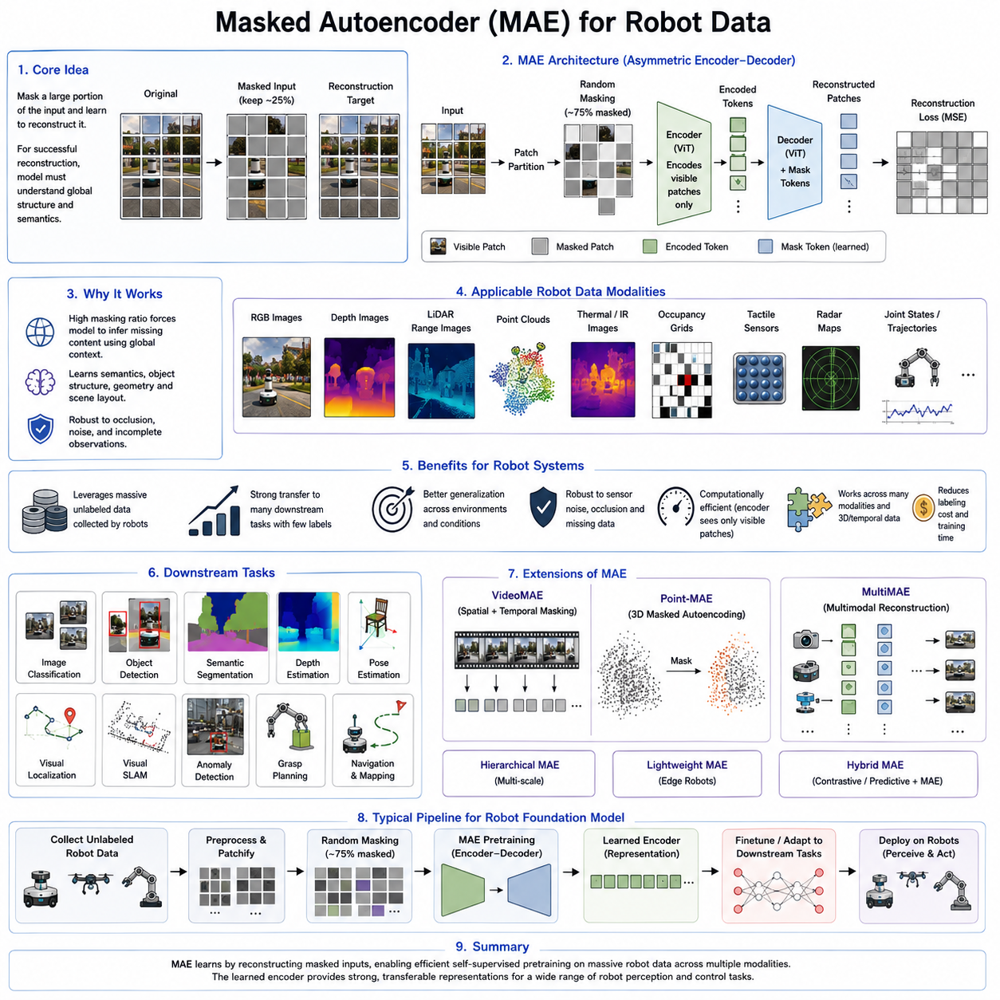 Masked Autoencoder (MAE) for Robot Data
1. Core Idea
Mask a large portion
of the input and learn
to reconstruct it.
For successful
reconstruction,
model must
understand global
structure and
semantics.
Original
Masked Input
(keep ~25%)
Reconstruction
Target
2. MAE Architecture (Asymmetric Encoder–Decoder)
Input
Patch
Partition
Random
Masking
(~75% masked)
Encoder
(ViT)
Encodes
visible
patches
only
Encoded
Tokens
Decoder
(ViT)
+ Mask
Tokens
Reconstructed
Patches
Reconstruction
Loss (MSE)
Visible Patch
Masked Patch
Encoded Token
Mask Token (learned)
3. Why It Works
High masking ratio forces
model to infer missing
content using global
context.
Learns semantics, object
structure, geometry and
scene layout.
Robust to occlusion,
noise, and incomplete
observations.
4. Applicable Robot Data Modalities
RGB Images
Depth Images
LiDAR
Range Images
Point Clouds
Thermal / IR
Images
Occupancy
Grids
Tactile
Sensors
Radar
Maps
Joint States /
Trajectories
...
5. Benefits for Robot Systems
Leverages massive
unlabeled data
collected by robots
Strong transfer to
many downstream
tasks with few labels
Better generalization
across environments
and conditions
Robust to sensor
noise, occlusion and
missing data
Computationally
efficient (encoder
sees only visible
patches)
Works across many
modalities and
3D/temporal data
$
Reduces
labeling
cost and
training
time
6. Downstream Tasks
Image
Classification
Object
Detection
Semantic
Segmentation
Depth
Estimation
Pose
Estimation
Visual
Localization
Visual
SLAM
Anomaly
Detection
Grasp
Planning
Navigation
& Mapping
7. Extensions of MAE
VideoMAE
(Spatial + Temporal Masking)
...
Point-MAE
(3D Masked Autoencoding)
Mask
MultiMAE
(Multimodal Reconstruction)
...
...
Hierarchical MAE
(Multi-scale)
Lightweight MAE
(Edge Robots)
Hybrid MAE
(Contrastive / Predictive + MAE)
8. Typical Pipeline for Robot Foundation Model
Collect Unlabeled
Robot Data
Preprocess &
Patchify
... ...
Random Masking
(~75% masked)
...
MAE Pretraining
(Encoder–Decoder)
Learned Encoder
(Representation)
...
Finetune / Adapt to
Downstream Tasks
Deploy on Robots
(Perceive & Act)
9. Summary
MAE learns by reconstructing masked inputs, enabling efficient self-supervised pretraining on massive robot data across multiple modalities.
The learned encoder provides strong, transferable representations for a wide range of robot perception and control tasks.